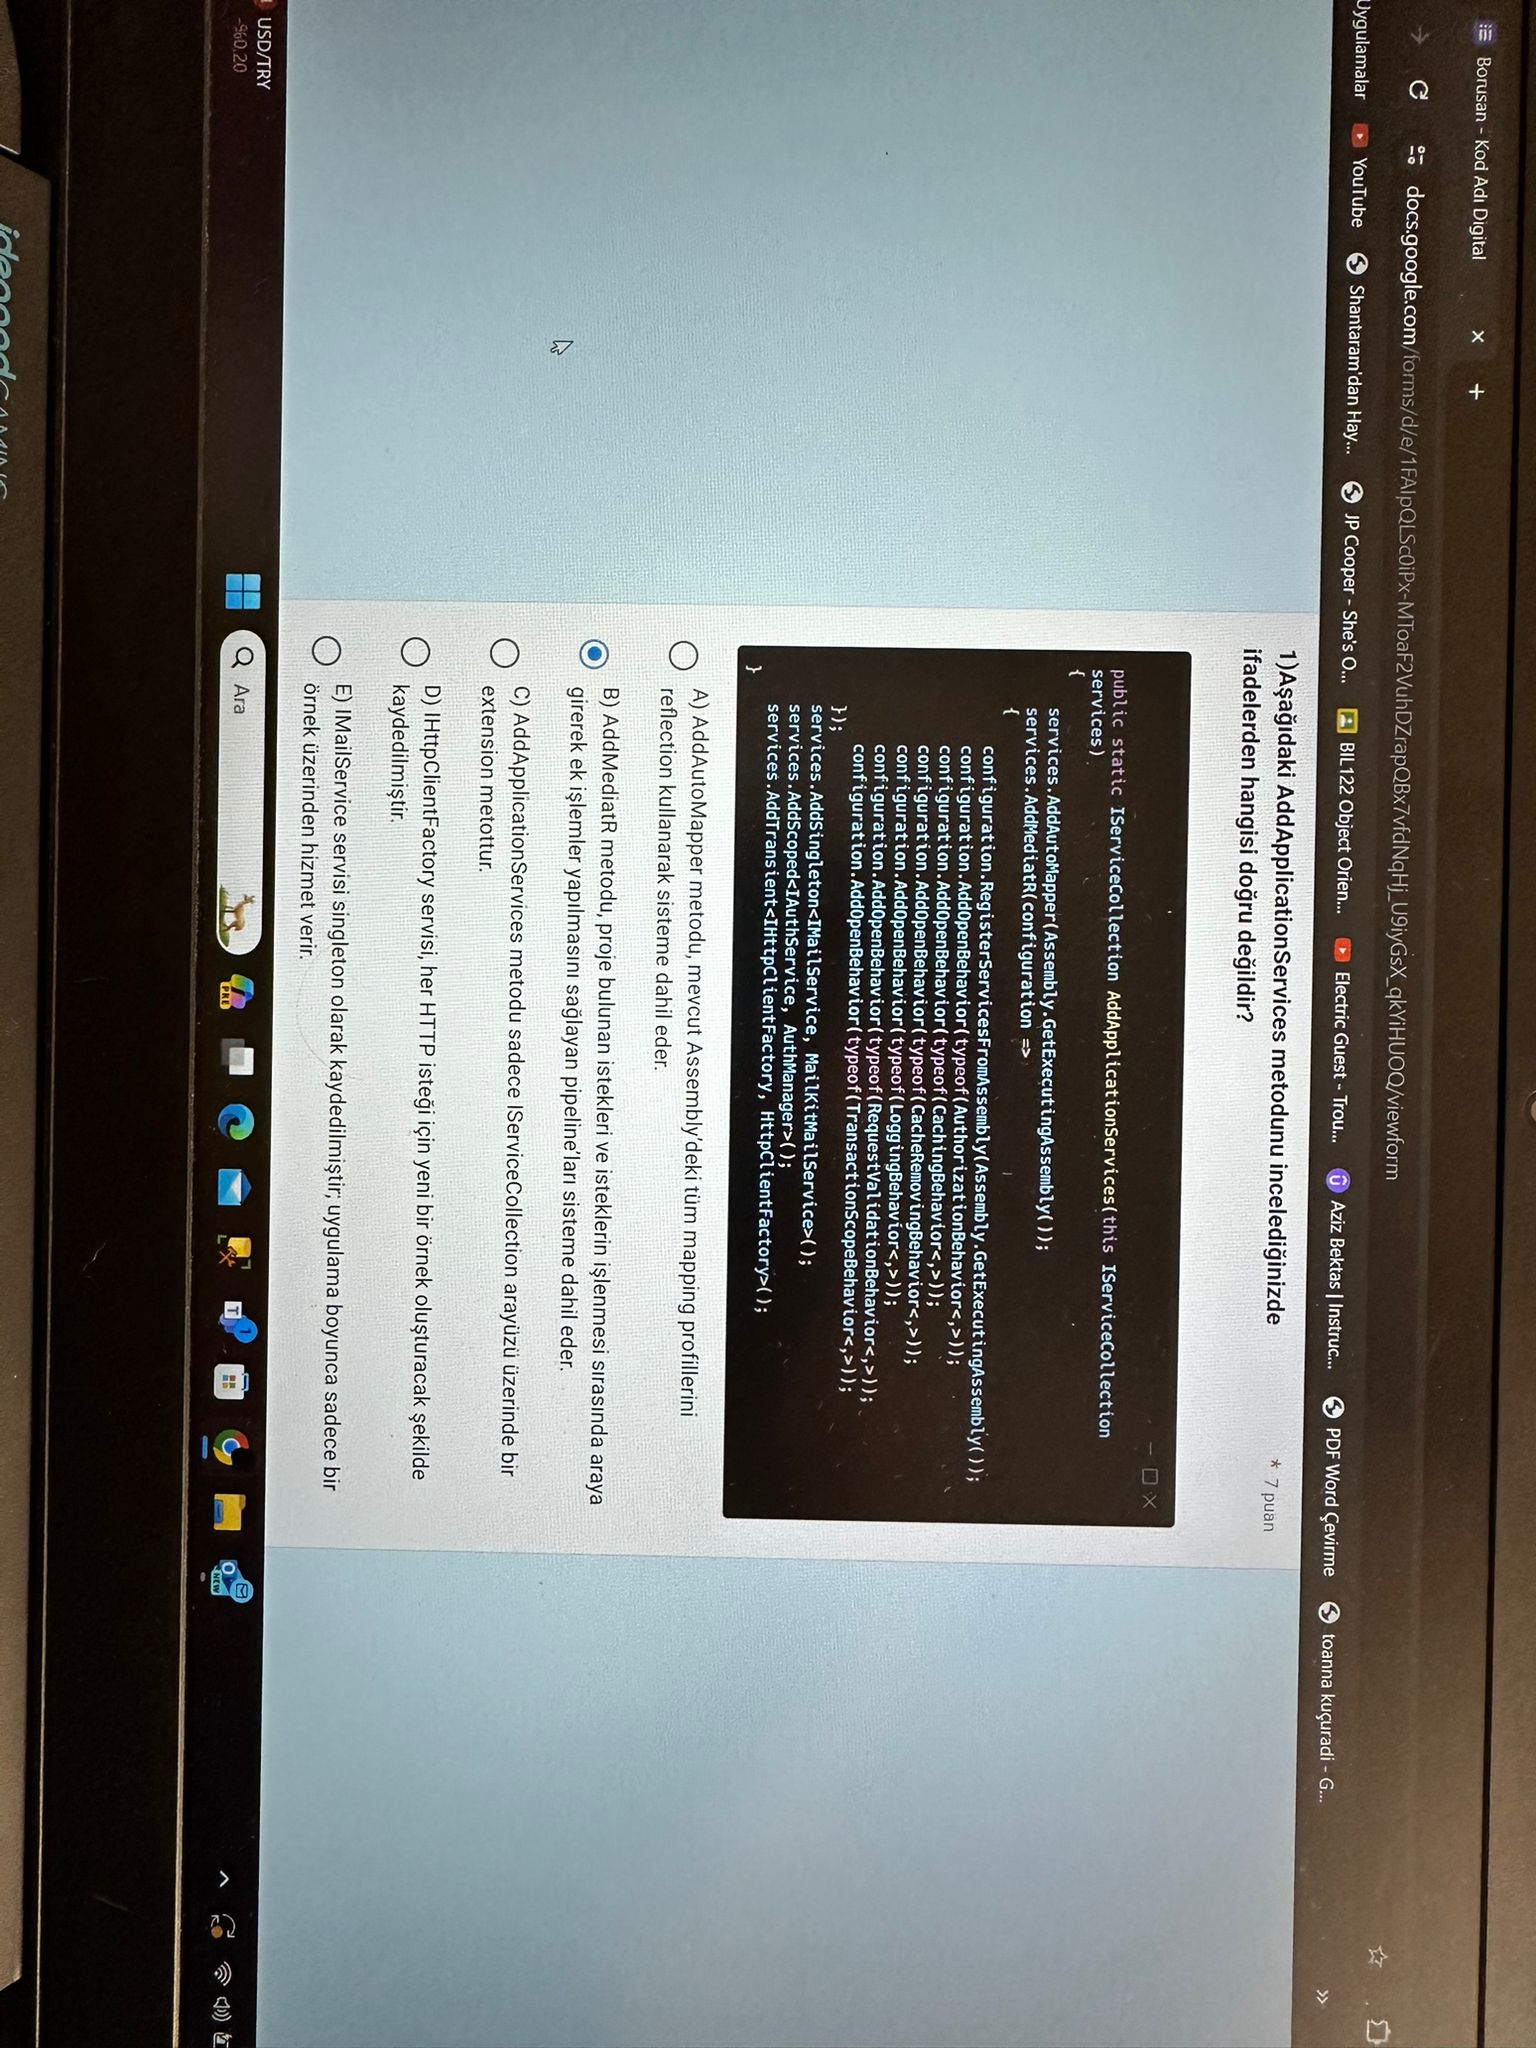 Borusan - Kod Adı Digital
docs.google.com/forms/d/e/1FAIpQLSc0iPx-MToaF2VuhDZrapQBx7vfdNqHj_U9iyGsX_qkYiHUOQ/viewform
Uygulamalar YouTube Shantaram'dan Hay... JP Cooper - She's O... BIL122 Object Orien... Electric Guest - Trou... Aziz Bektas | Instruc... PDF Word Çevirme toanna kuçuradi - G...
1)Aşağıdaki AddApplicationServices metodunu incelediğinizde
ifadelerden hangisi doğru değildir?
* 7 puan
public static IServiceCollection AddApplicationServices(this IServiceCollection
services)
{
services.AddAutoMapper(Assembly.GetExecutingAssembly());
services.AddMediatR(configuration =>
{
configuration.RegisterServicesFromAssembly(Assembly.GetExecutingAssembly());
configuration.AddOpenBehavior(typeof(AuthorizationBehavior<,>));
configuration.AddOpenBehavior(typeof(CachingBehavior<,>));
configuration.AddOpenBehavior(typeof(CacheRemovingBehavior<,>));
configuration.AddOpenBehavior(typeof(LoggingBehavior<,>));
configuration.AddOpenBehavior(typeof(RequestValidationBehavior<,>));
configuration.AddOpenBehavior(typeof(TransactionScopeBehavior<,>));
});
services.AddSingleton<IMailService, MailKitMailService>();
services.AddScoped<IAuthService, AuthManager>();
services.AddTransient<IHttpClientFactory, HttpClientFactory>();
}
A) AddAutoMapper metodu, mevcut Assembly'deki tüm mapping profillerini
reflection kullanarak sisteme dahil eder.
B) AddMediatR metodu, proje bulunan istekleri ve isteklerin işlenmesi sırasında araya
girerek ek işlemler yapılmasını sağlayan pipeline'ları sisteme dahil eder.
C) AddApplicationServices metodu sadece IServiceCollection arayüzü üzerinde bir
extension metottur.
D) IHttpClientFactory servisi, her HTTP isteği için yeni bir örnek oluşturacak şekilde
kaydedilmiştir.
E) IMailService servisi singleton olarak kaydedilmiştir; uygulama boyunca sadece bir
örnek üzerinden hizmet verir.
USD/TRY
-%0,20
Ara
PRE
1
NEW
ideapad GAMING